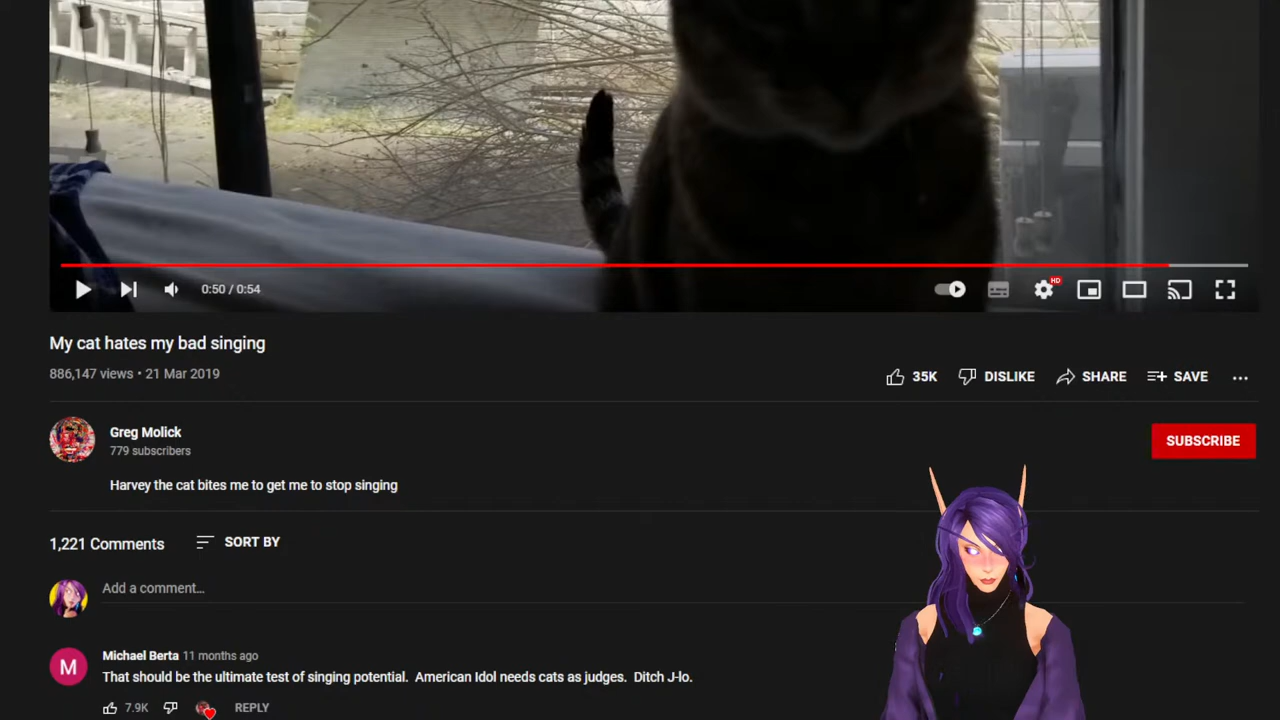 0:50 / 0:54
HD
My cat hates my bad singing
886,147 views • 21 Mar 2019
35K DISLIKE SHARE SAVE
Greg Molick
779 subscribers
SUBSCRIBE
Harvey the cat bites me to get me to stop singing
1,221 Comments SORT BY
Add a comment...
M
Michael Berta 11 months ago
That should be the ultimate test of singing potential.  American Idol needs cats as judges.  Ditch J-lo.
7.9K REPLY